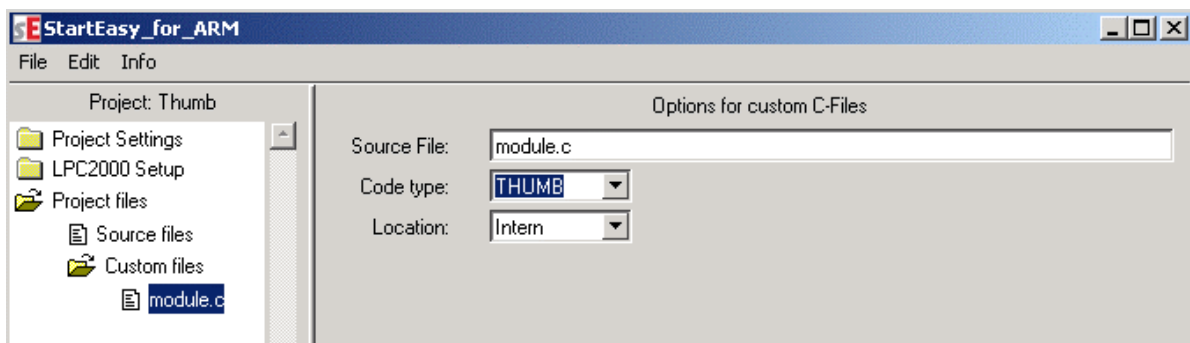 sE StartEasy_for_ARM
File Edit Info
Project: Thumb
Project Settings
LPC2000 Setup
Project files
Source files
Custom files
module.c
Options for custom C-Files
Source File: module.c
Code type: THUMB
Location: Intern